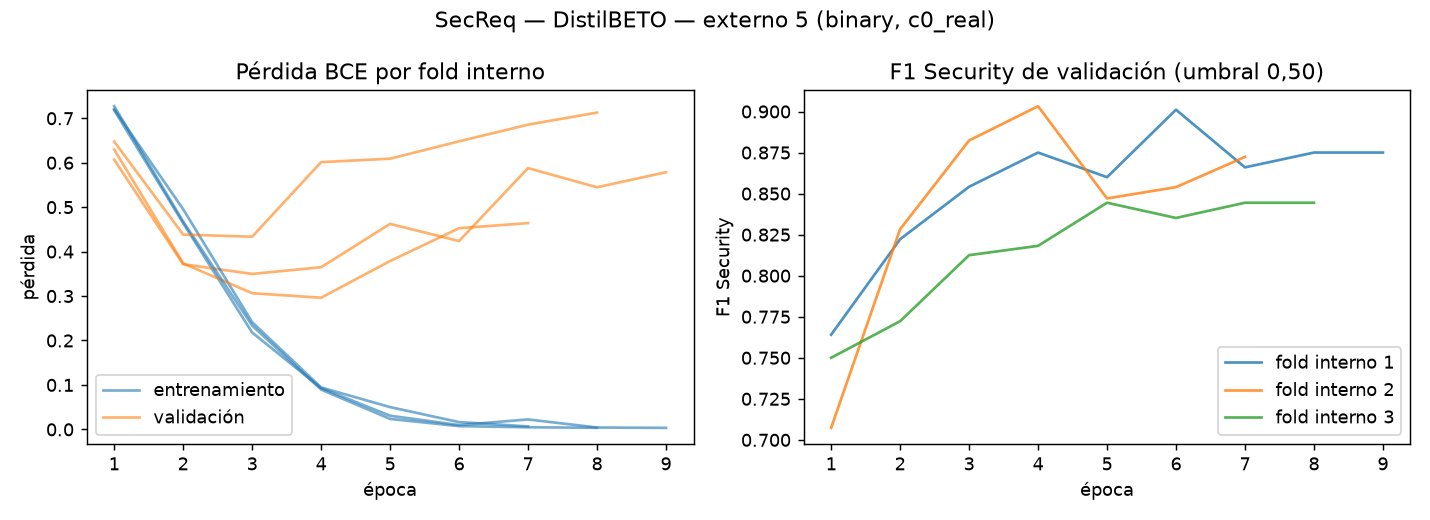 SecReq — DistilBETO — externo 5 (binary, c0_real)
Pérdida BCE por fold interno
pérdida
0.7
0.6
0.5
0.4
0.3
0.2
0.1
0.0
entrenamiento
validación
1 2 3 4 5 6 7 8 9
época
F1 Security de validación (umbral 0,50)
F1 Security
0.900
0.875
0.850
0.825
0.800
0.775
0.750
0.725
0.700
fold interno 1
fold interno 2
fold interno 3
1 2 3 4 5 6 7 8 9
época